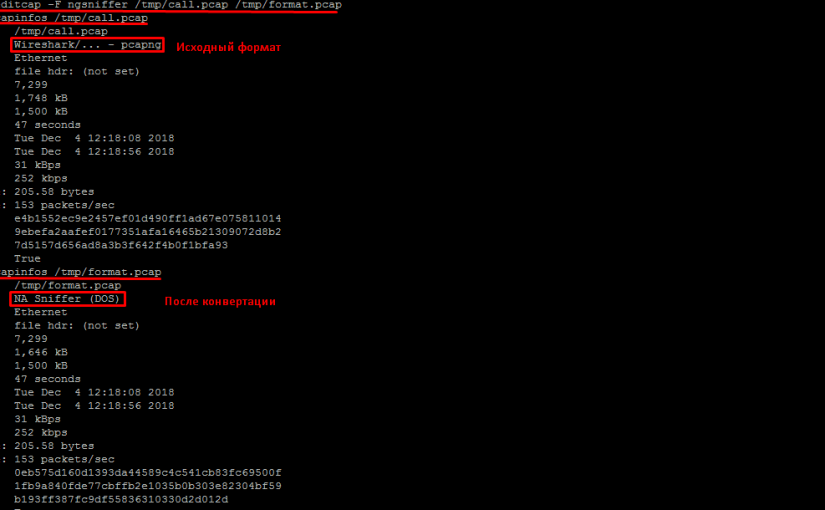 ditcap -F ngsniffer /tmp/call.pcap /tmp/format.pcap
apinfos /tmp/call.pcap
/tmp/call.pcap
Wireshark/... - pcapng Исходный формат
Ethernet
file hdr: (not set)
7,299
1,748 kB
1,500 kB
47 seconds
Tue Dec  4 12:18:08 2018
Tue Dec  4 12:18:56 2018
31 kBps
252 kbps
: 205.58 bytes
: 153 packets/sec
e4b1552ec9e2457ef01d490ff1ad67e075811014
9ebefa2aafef0177351afa16465b21309072d8b2
7d5157d656ad8a3b3f642f4b0f1bfa93
True
apinfos /tmp/format.pcap
/tmp/format.pcap
NA Sniffer (DOS) После конвертации
Ethernet
file hdr: (not set)
7,299
1,646 kB
1,500 kB
47 seconds
Tue Dec  4 12:18:08 2018
Tue Dec  4 12:18:56 2018
31 kBps
252 kbps
: 205.58 bytes
: 153 packets/sec
0eb575d160d1393da44589c4c541cb83fc69500f
1fb9a840fde77cbffb2e1035b0b303e82304bf59
b193ff387fc9df55836310330d2d012d